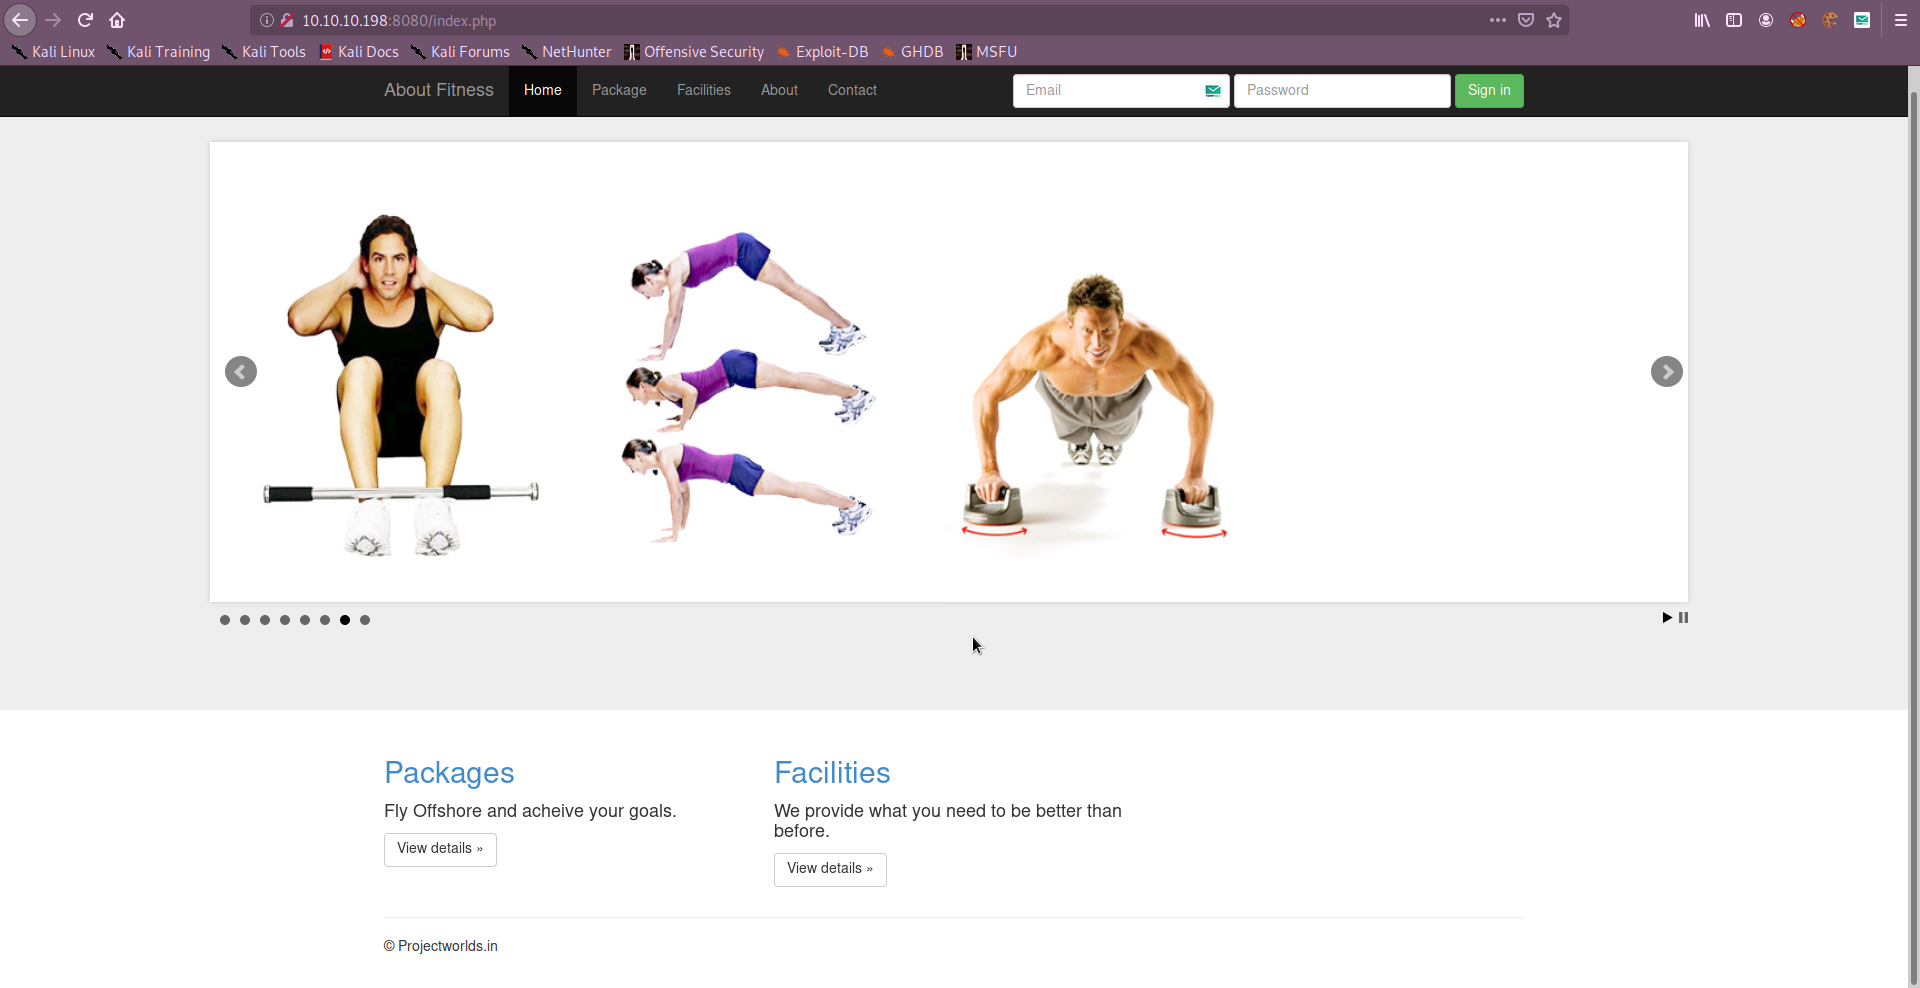 10.10.10.198:8080/index.php
Kali Linux Kali Training Kali Tools Kali Docs Kali Forums NetHunter Offensive Security Exploit-DB GHDB MSFU
About Fitness Home Package Facilities About Contact Email Password Sign in
Packages
Fly Offshore and acheive your goals.
View details »
Facilities
We provide what you need to be better than
before.
View details »
© Projectworlds.in